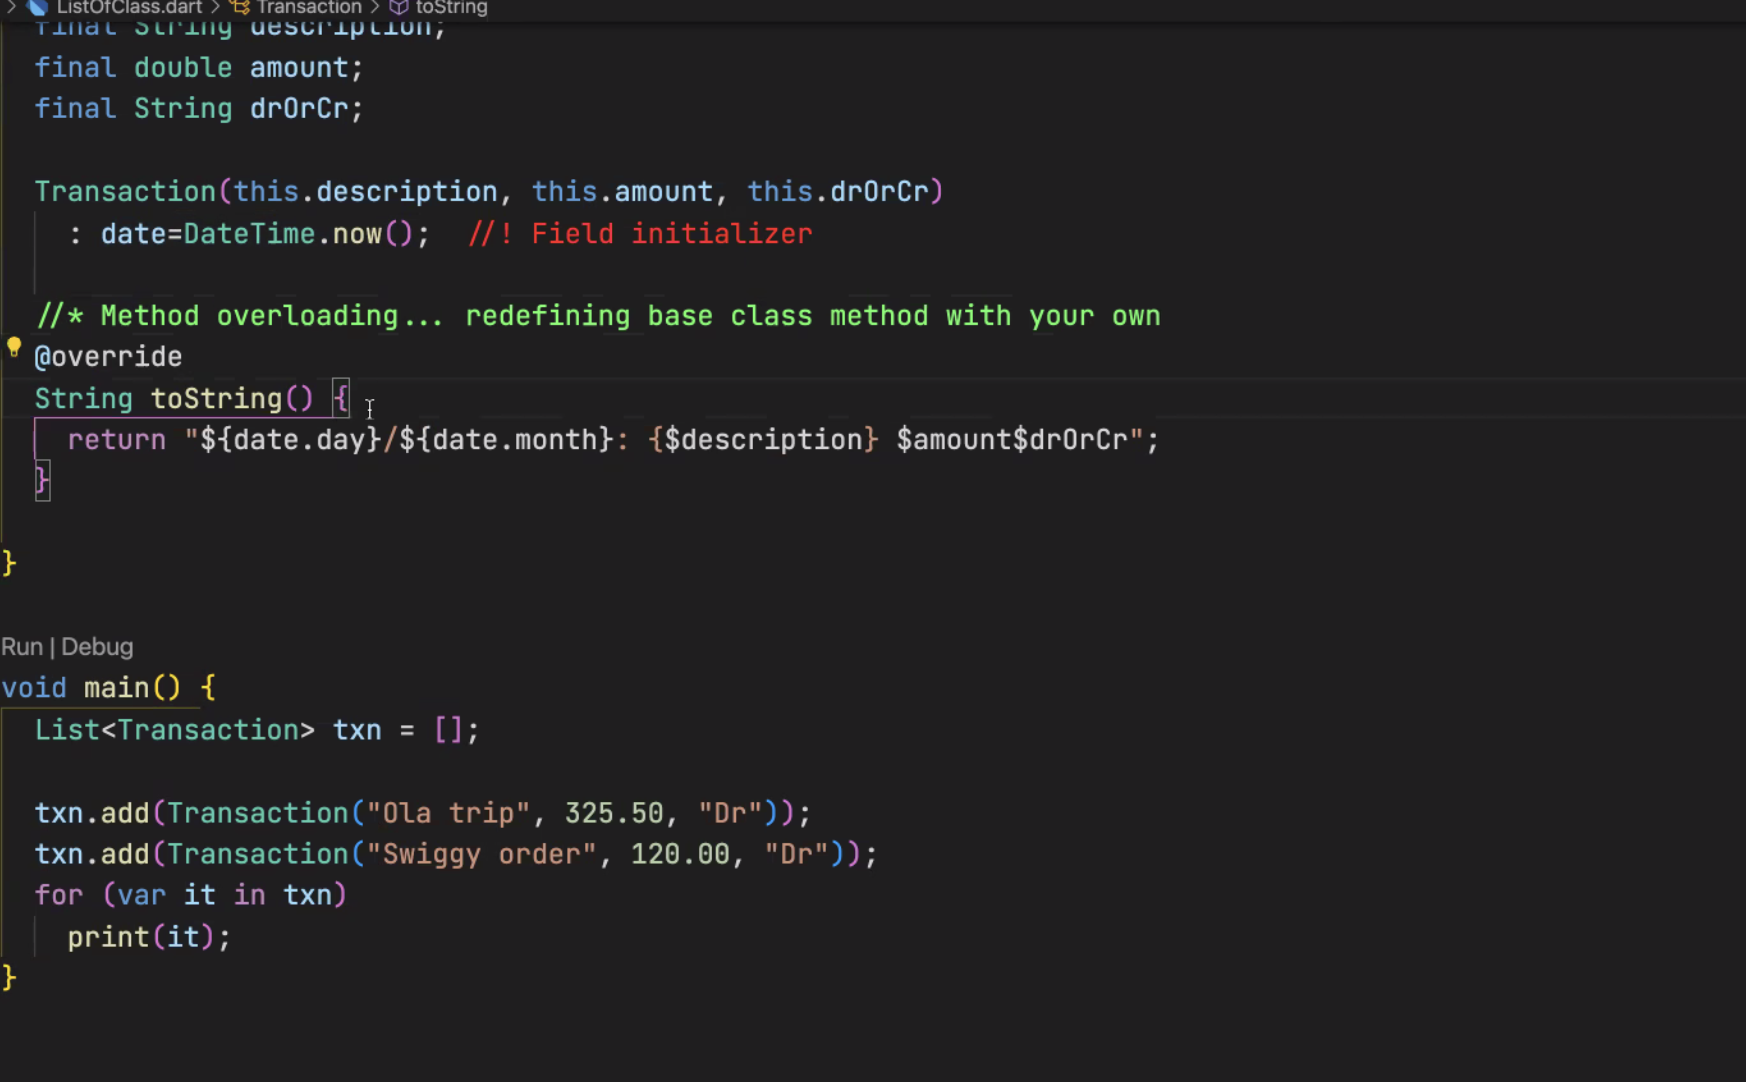 ListOfClass.dart > Transaction > toString
final String description;
final double amount;
final String drOrCr;
Transaction(this.description, this.amount, this.drOrCr)
: date=DateTime.now(); //! Field initializer
//* Method overloading... redefining base class method with your own
@override
String toString() {
return "${date.day}/${date.month}: {$description} $amount$drOrCr";
}
}
Run | Debug
void main() {
List<Transaction> txn = [];
txn.add(Transaction("Ola trip", 325.50, "Dr"));
txn.add(Transaction("Swiggy order", 120.00, "Dr"));
for (var it in txn)
print(it);
}